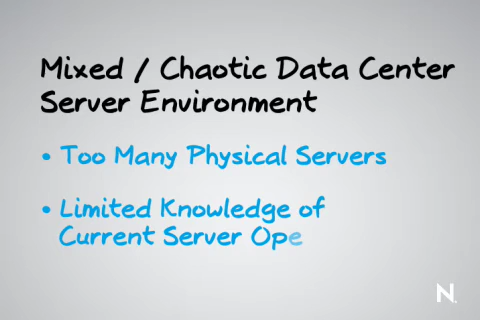 Mixed / Chaotic Data Center
Server Environment
• Too Many Physical Servers
• Limited Knowledge of
Current Server Ope
N